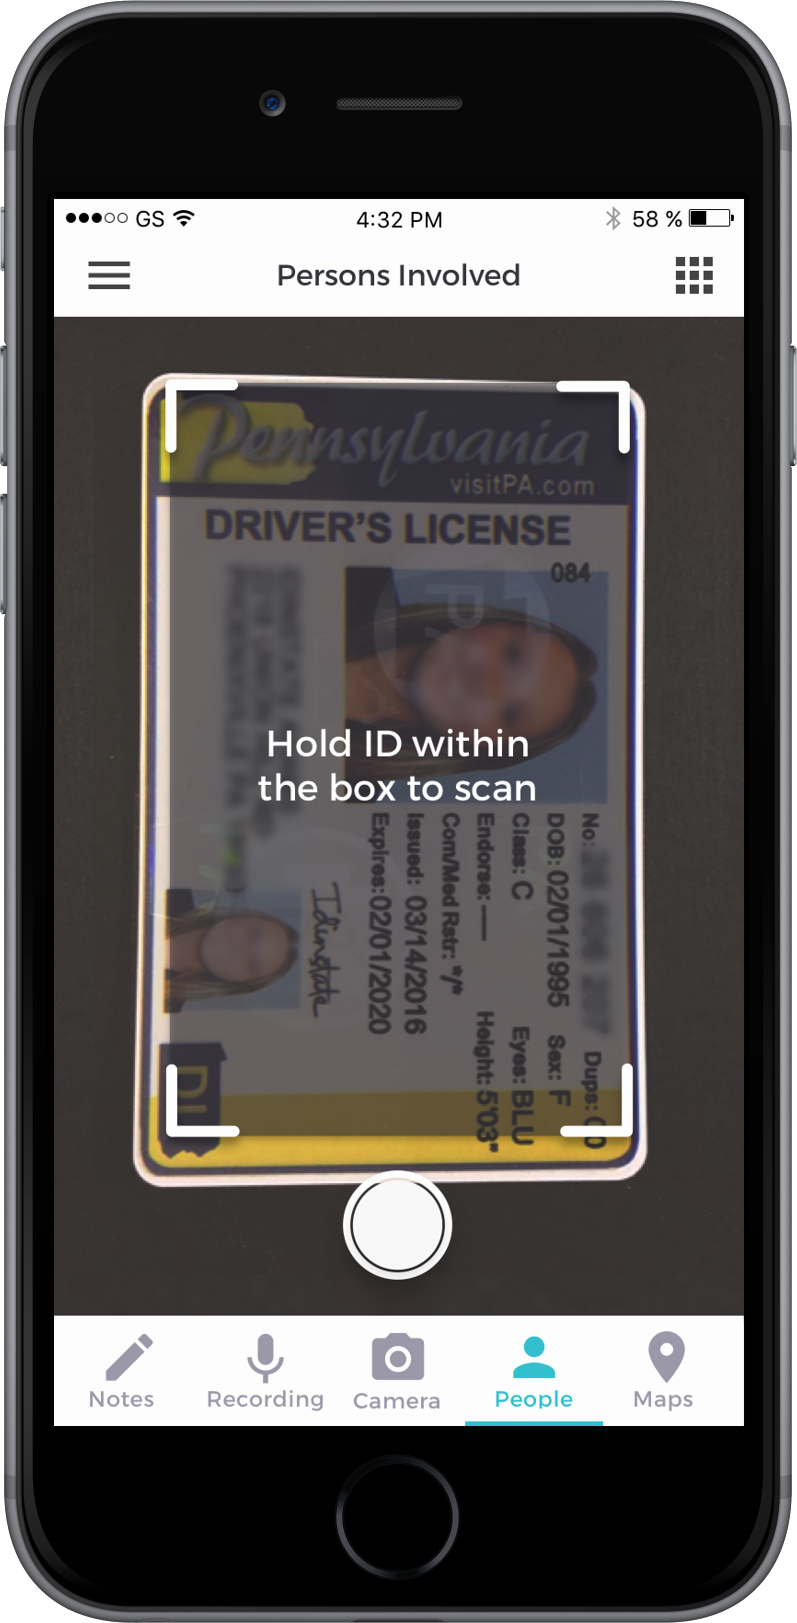 GS
4:32 PM
58 %
Persons Involved
Pennsylvania
visitPA.com
DRIVER'S LICENSE
084
Hold ID within
the box to scan
No:
Dups:
DOB: 02/01/1995 Sex: F
Class: C Eyes: BLU
Endorse: — Height: 5'03"
Com/Med Rstr: */*
Issued: 03/14/2016
Expires: 02/01/2020
Idinstate
DL
Notes
Recording
Camera
People
Maps